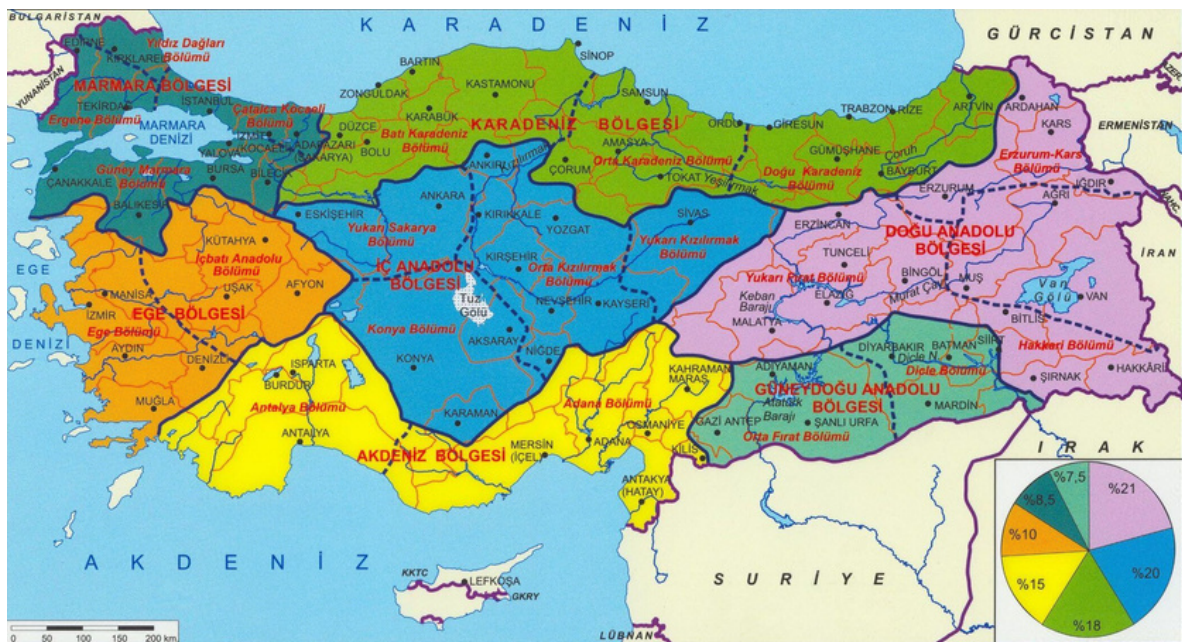 BULGARİSTAN
KARADENİZ
GÜRCİSTAN
YUNANİSTAN
AZER
ERMENİSTAN
NAHÇ
İRAN
EDİRNE
KIRKLARELİ
Yıldız Dağları
Bölümü
MARMARA BÖLGESİ
TEKİRDAĞ
Ergene Bölümü
İSTANBUL
Çatalca Kocaeli
Bölümü
MARMARA
DENİZİ
İZMİT
(KOCAELİ)
YALOVA
ADAPAZARI
(SAKARYA)
Güney Marmara
Bölümü
BURSA
BİLECİK
ÇANAKKALE
BALIKESİR
SİNOP
BARTIN
KASTAMONU
ZONGULDAK
KARABÜK
DÜZCE
BOLU
Batı Karadeniz
Bölümü
KARADENİZ BÖLGESİ
SAMSUN
ORDU
GİRESUN
TRABZON
RİZE
ARTVİN
AMASYA
Orta Karadeniz Bölümü
ÇORUM
TOKAT
Yeşilırmak
GÜMÜŞHANE
Çoruh
BAYBURT
Doğu Karadeniz
Bölümü
ÇANKIRI
Kızılırmak
ARDAHAN
KARS
Erzurum-Kars
Bölümü
IĞDIR
AĞRI
ERZURUM
ERZİNCAN
DOĞU ANADOLU
BÖLGESİ
TUNCELİ
BİNGÖL
MUŞ
Yukarı Fırat Bölümü
Murat Çayı
Keban
Barajı
ELAZIĞ
MALATYA
Van
Gölü
VAN
BİTLİS
Hakkari Bölümü
HAKKÂRİ
ŞIRNAK
ANKARA
ESKİŞEHİR
KIRIKKALE
YOZGAT
SİVAS
Yukarı Sakarya
Bölümü
Yukarı Kızılırmak
Bölümü
İÇ ANADOLU
BÖLGESİ
KIRŞEHİR
Orta Kızılırmak
Bölümü
Tuz
Gölü
NEVŞEHİR
KAYSERİ
Konya Bölümü
AKSARAY
NİĞDE
KONYA
KARAMAN
EGE
DENİZİ
KÜTAHYA
İçbatı Anadolu
Bölümü
MANİSA
UŞAK
AFYON
İZMİR
EGE BÖLGESİ
Ege Bölümü
AYDIN
DENİZLİ
MUĞLA
ISPARTA
BURDUR
Antalya Bölümü
ANTALYA
AKDENİZ BÖLGESİ
MERSİN
(İÇEL)
ADANA
Adana Bölümü
OSMANİYE
KAHRAMAN
MARAŞ
KİLİS
ANTAKYA
(HATAY)
DİYARBAKIR
BATMAN
SİİRT
Dicle N.
Dicle Bölümü
ADIYAMAN
GÜNEYDOĞU ANADOLU
BÖLGESİ
Atatürk
Barajı
MARDİN
GAZİ ANTEP
ŞANLI URFA
Orta Fırat Bölümü
IRAK
SURİYE
LÜBNAN
AKDENİZ
KKTC
LEFKOŞA
GKRY
0 50 100 150 200 km.
%7,5
%21
%8,5
%10
%20
%15
%18